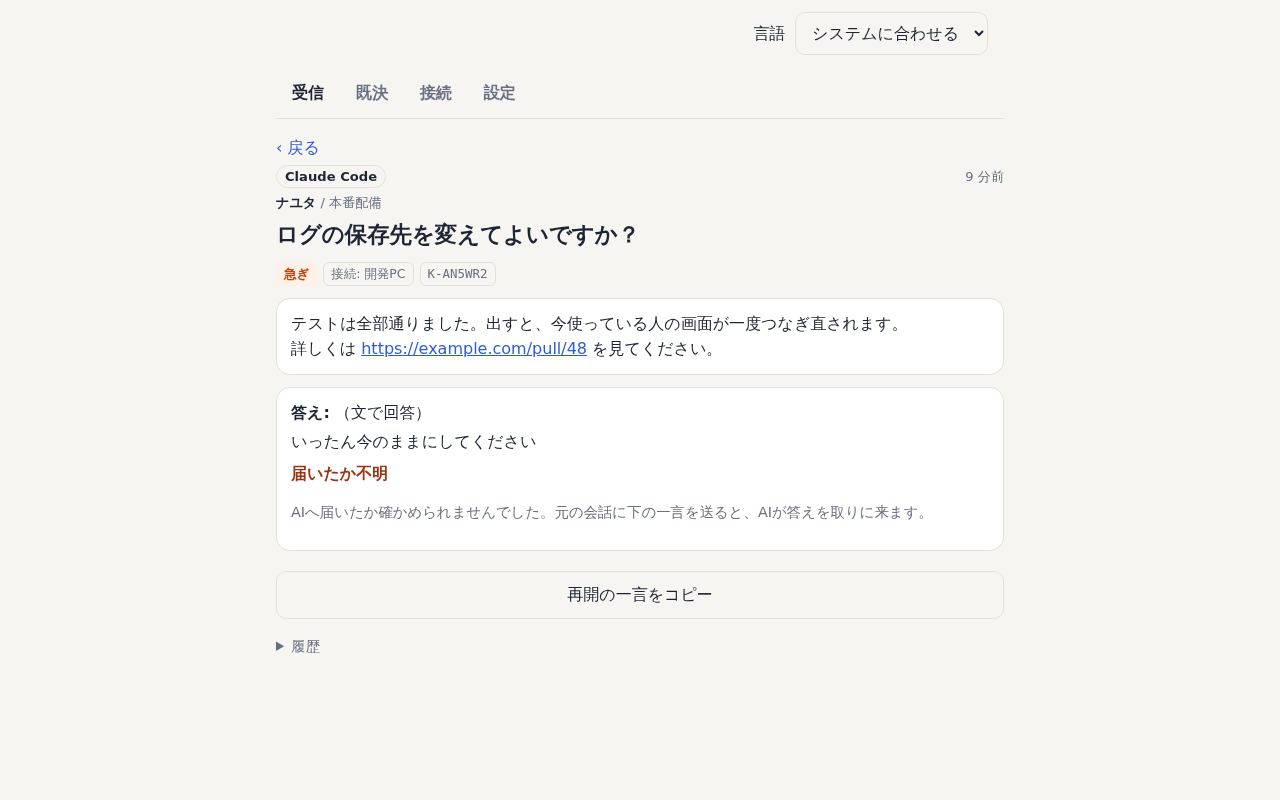 言語 システムに合わせる
受信 既決 接続 設定
‹ 戻る
Claude Code 9 分前
ナユタ / 本番配備
ログの保存先を変えてよいですか？
急ぎ 接続: 開発PC K-AN5WR2
テストは全部通りました。出すと、今使っている人の画面が一度つなぎ直されます。
詳しくは https://example.com/pull/48 を見てください。
答え: （文で回答）
いったん今のままにしてください
届いたか不明
AIへ届いたか確かめられませんでした。元の会話に下の一言を送ると、AIが答えを取りに来ます。
再開の一言をコピー
▶ 履歴